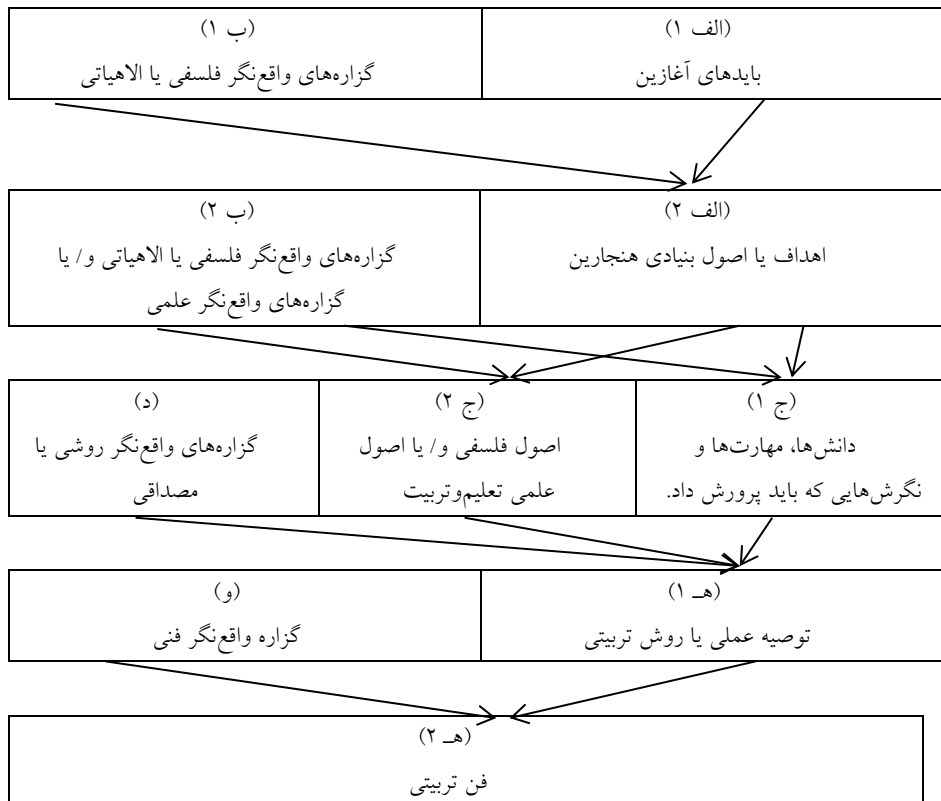 (الف ۱)
بایدهای آغازین
(ب ۱)
گزاره‌های واقع‌نگر فلسفی یا الاهیاتی
(الف ۲)
اهداف یا اصول بنیادی هنجارین
(ب ۲)
گزاره‌های واقع‌نگر فلسفی یا الاهیاتی و/ یا
گزاره‌های واقع‌نگر علمی
(ج ۱)
دانش‌ها، مهارت‌ها و
نگرش‌هایی که باید پرورش داد.
(ج ۲)
اصول فلسفی و/ یا اصول
علمی تعلیم‌وتربیت
(د)
گزاره‌های واقع‌نگر روشی یا
مصداقی
(هـ ۱)
توصیه عملی یا روش تربیتی
(و)
گزاره واقع‌نگر فنی
(هـ ۲)
فن تربیتی